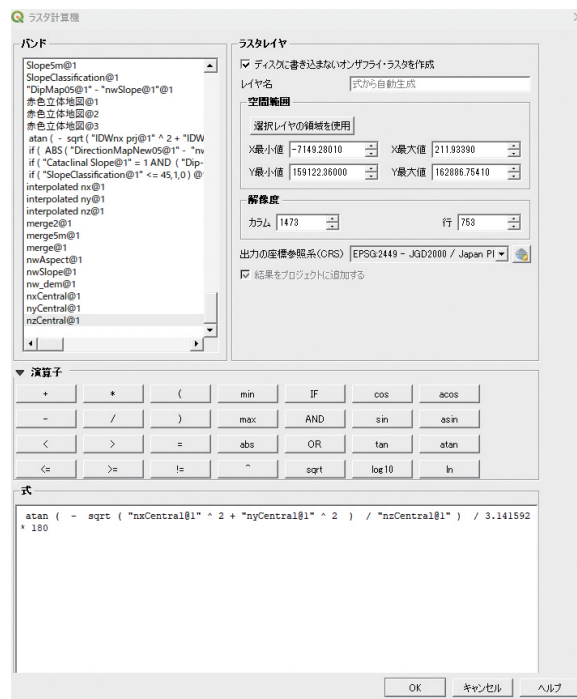 ラスタ計算機
バンド
Slope5m@1
SlopeClassification@1
"DipMap05@1" - "nwSlope@1"@1
赤色立体地図@1
赤色立体地図@2
赤色立体地図@3
atan ( - sqrt ( "IDWnx prj@1" ^ 2 + "IDW
if ( ABS ( "DirectionMapNew05@1" - "nw
if ( "Cataclinal Slope@1" = 1 AND ( "Dip-
if ( "SlopeClassification@1" <= 45,1,0 ) @
interpolated nx@1
interpolated ny@1
interpolated nz@1
merge2@1
merge5m@1
merge@1
nwAspect@1
nwSlope@1
nw_dem@1
nxCentral@1
nyCentral@1
nzCentral@1
ラスタレイヤ
ディスクに書き込まないオンザフライ・ラスタを作成
レイヤ名 式から自動生成
空間範囲
選択レイヤの領域を使用
X最小値 -7149.28010 X最大値 211.93390
Y最小値 159122.36000 Y最大値 162886.75410
解像度
カラム 1473 行 753
出力の座標参照系(CRS) EPSG:2449 - JGD2000 / Japan Pl
結果をプロジェクトに追加する
演算子
+ * ( min IF cos acos
- / ) max AND sin asin
< > = abs OR tan atan
<= >= != ^ sqrt log10 ln
式
atan ( - sqrt ( "nxCentral@1" ^ 2 + "nyCentral@1" ^ 2 ) / "nzCentral@1" ) / 3.141592
* 180
OK キャンセル ヘルプ